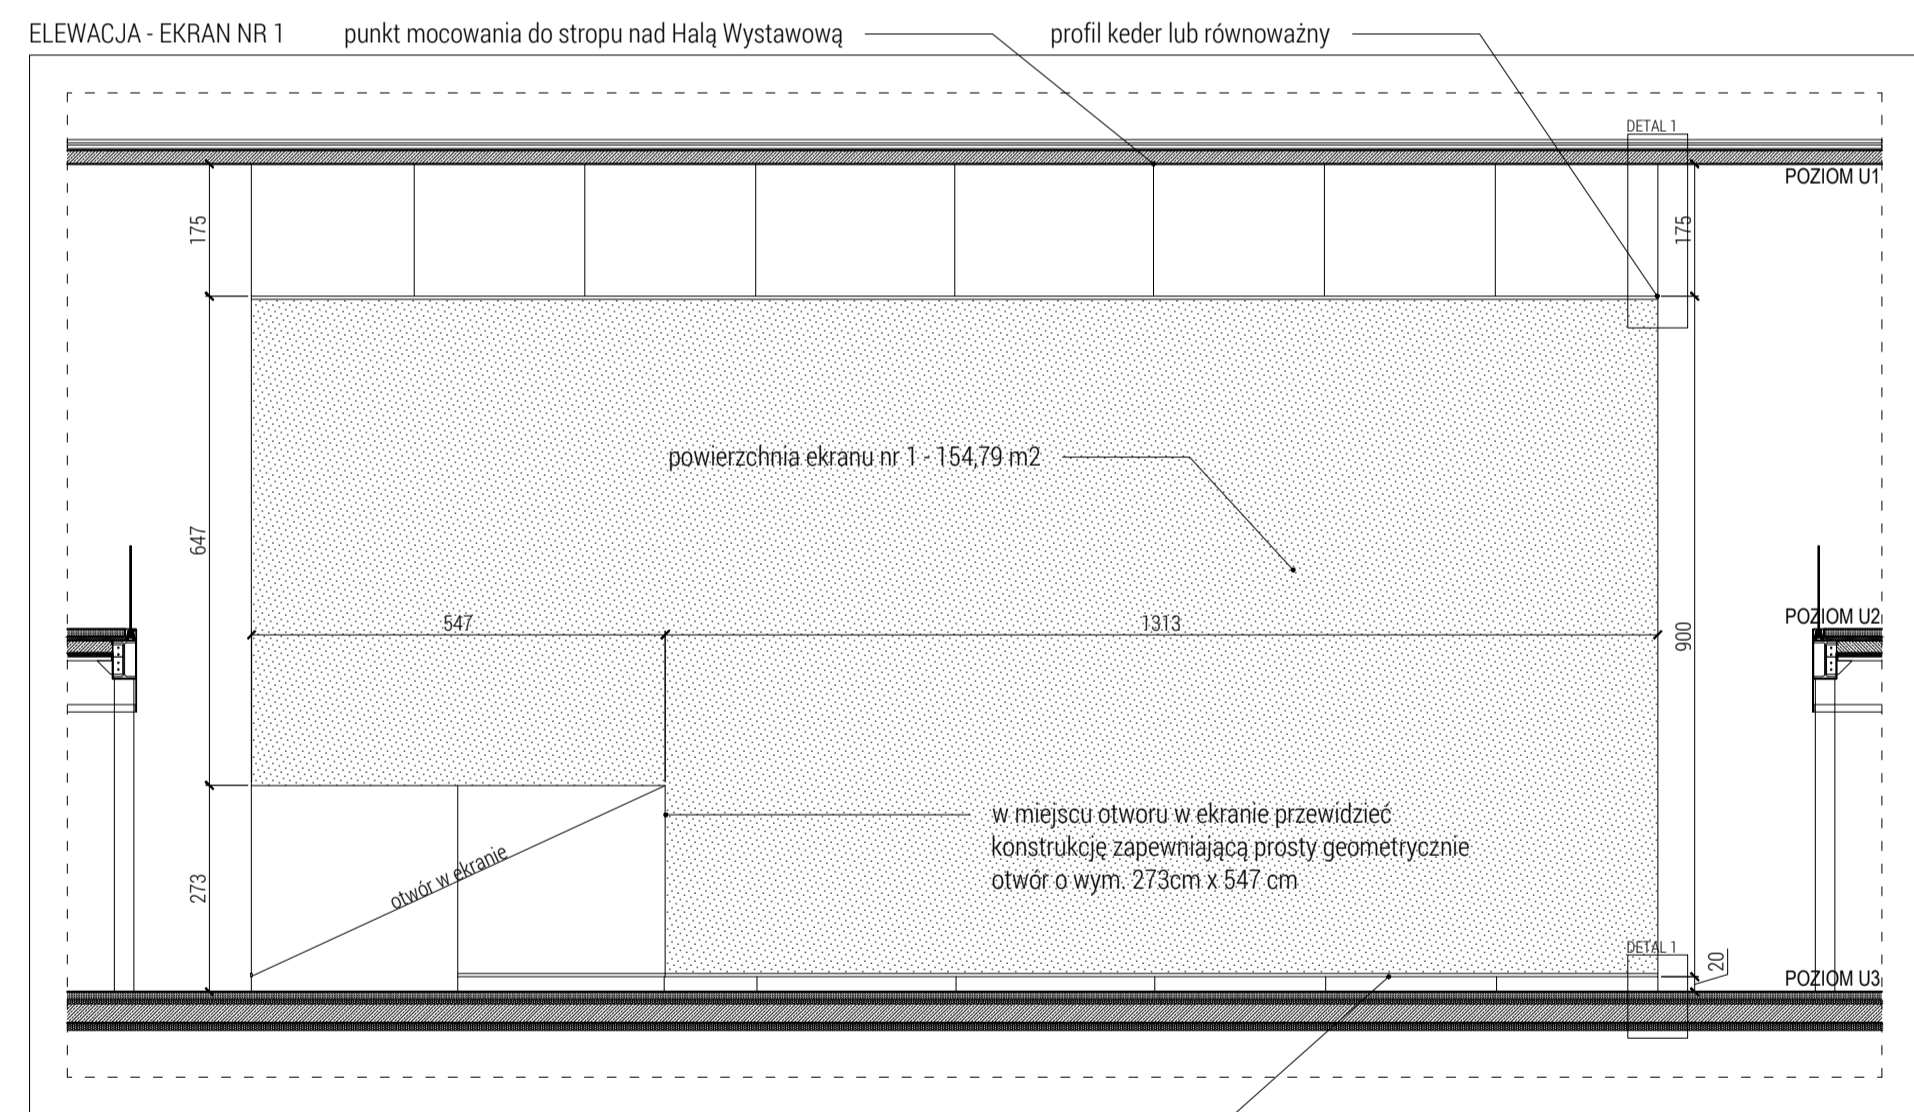 ELEWACJA - EKRAN NR 1
punkt mocowania do stropu nad Halą Wystawową
profil keder lub równoważny
DETAL 1
POZIOM U1
175
175
powierzchnia ekranu nr 1 - 154,79 m2
647
547
1313
POZIOM U2
900
w miejscu otworu w ekranie przewidzieć
konstrukcję zapewniającą prosty geometrycznie
otwór o wym. 273cm x 547 cm
otwór w ekranie
273
DETAL 1
20
POZIOM U3